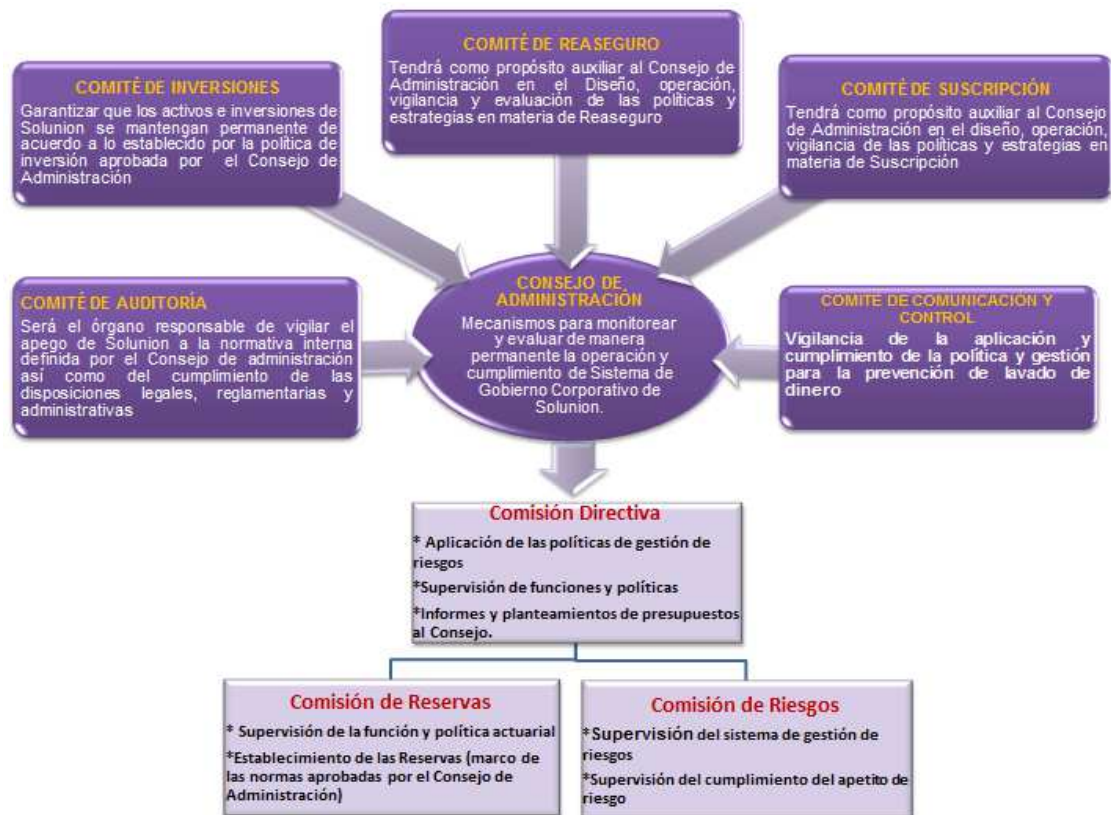 COMITÉ DE REASEGURO
Tendrá como propósito auxiliar al Consejo de
Administración en el Diseño, operación,
vigilancia y evaluación de las políticas y
estrategias en materia de Reaseguro
COMITÉ DE INVERSIONES
Garantizar que los activos e inversiones de
Solunion se mantengan permanente de
acuerdo a lo establecido por la política de
inversión aprobada por el Consejo de
Administración
COMITÉ DE SUSCRIPCIÓN
Tendrá como propósito auxiliar al Consejo
de Administración en el diseño, operación,
vigilancia de las políticas y estrategias en
materia de Suscripción
COMITÉ DE AUDITORÍA
Será el órgano responsable de vigilar el
apego de Solunion a la normativa interna
definida por el Consejo de administración
así como del cumplimiento de las
disposiciones legales, reglamentarias y
administrativas
CONSEJO DE
ADMINISTRACIÓN
Mecanismos para monitorear
y evaluar de manera
permanente la operación y
cumplimiento de Sistema de
Gobierno Corporativo de
Solunion.
COMITÉ DE COMUNICACIÓN Y
CONTROL
Vigilancia de la aplicación y
cumplimiento de la política y gestión
para la prevención de lavado de
dinero
Comisión Directiva
* Aplicación de las políticas de gestión de
riesgos
*Supervisión de funciones y políticas
*Informes y planteamientos de presupuestos
al Consejo.
Comisión de Reservas
* Supervisión de la función y política actuarial
*Establecimiento de las Reservas (marco de
las normas aprobadas por el Consejo de
Administración)
Comisión de Riesgos
*Supervisión del sistema de gestión de
riesgos
*Supervisión del cumplimiento del apetito de
riesgo